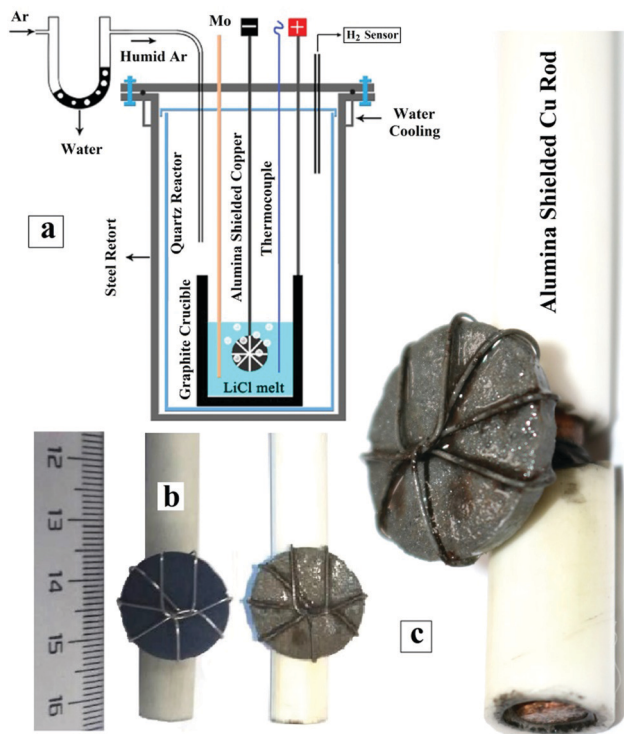 Ar
Mo
−
+
H₂ Sensor
Humid Ar
Water
Water
Cooling
a
Steel Retort
Quartz Reactor
Graphite Crucible
Alumina Shielded Copper
Thermocouple
LiCl melt
Alumina Shielded Cu Rod
b
12
13
14
15
16
c